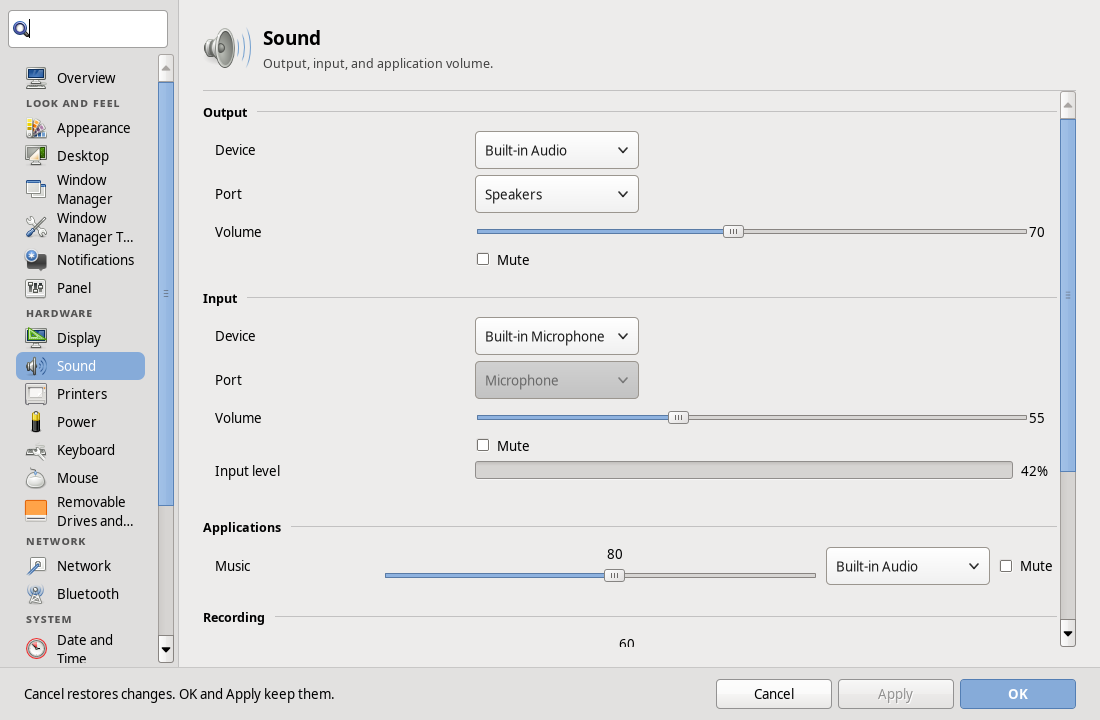 Overview
LOOK AND FEEL
Appearance
Desktop
Window
Manager
Window
Manager T...
Notifications
Panel
HARDWARE
Display
Sound
Printers
Power
Keyboard
Mouse
Removable
Drives and...
NETWORK
Network
Bluetooth
SYSTEM
Date and
Time
Sound
Output, input, and application volume.
Output
Device
Built-in Audio
Port
Speakers
Volume
70
Mute
Input
Device
Built-in Microphone
Port
Microphone
Volume
55
Mute
Input level
42%
Applications
80
Music
Built-in Audio
Mute
Recording
60
Cancel restores changes. OK and Apply keep them.
Cancel
Apply
OK